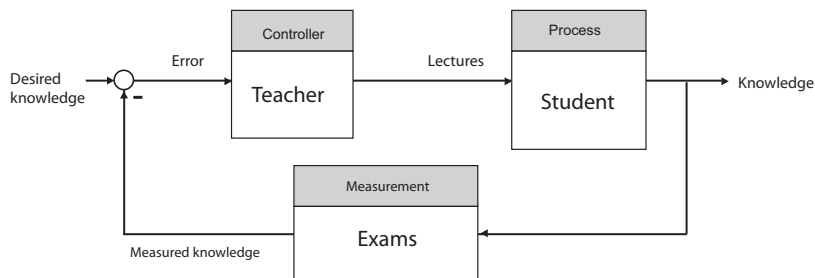 Controller
Process
Error
Lectures
Desired
knowledge
Teacher
Student
Knowledge
-
Measurement
Measured knowledge
Exams